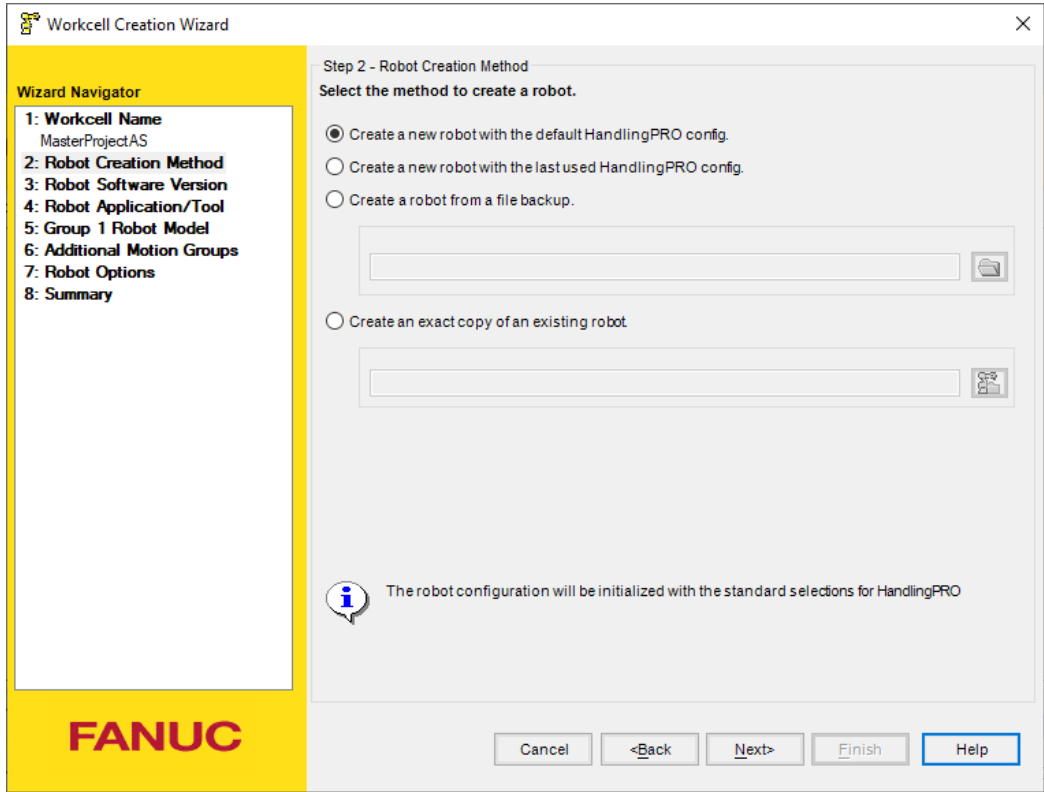 Workcell Creation Wizard
Wizard Navigator
1: Workcell Name
MasterProjectAS
2: Robot Creation Method
3: Robot Software Version
4: Robot Application/Tool
5: Group 1 Robot Model
6: Additional Motion Groups
7: Robot Options
8: Summary
FANUC
Step 2 - Robot Creation Method
Select the method to create a robot.
Create a new robot with the default HandlingPRO config.
Create a new robot with the last used HandlingPRO config.
Create a robot from a file backup.
Create an exact copy of an existing robot.
The robot configuration will be initialized with the standard selections for HandlingPRO
Cancel
<Back
Next>
Finish
Help